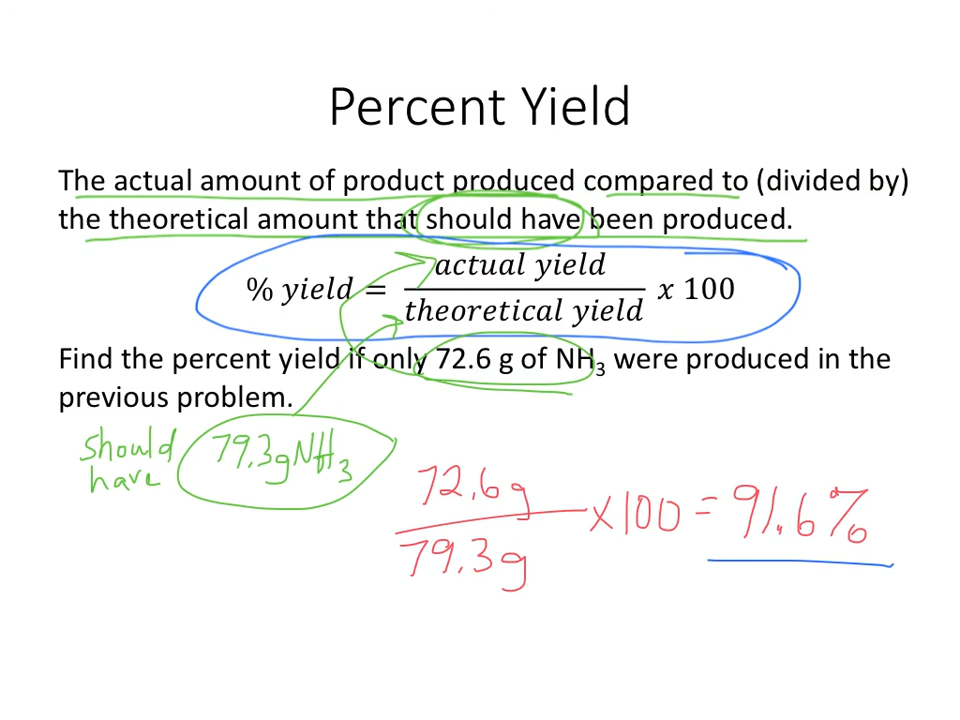 Percent Yield
The actual amount of product produced compared to (divided by)
the theoretical amount that should have been produced.
% yield = actual yield / theoretical yield x 100
Find the percent yield if only 72.6 g of NH₃ were produced in the
previous problem.
should have 79.3g NH₃
72.6g / 79.3g x100 = 91.6%